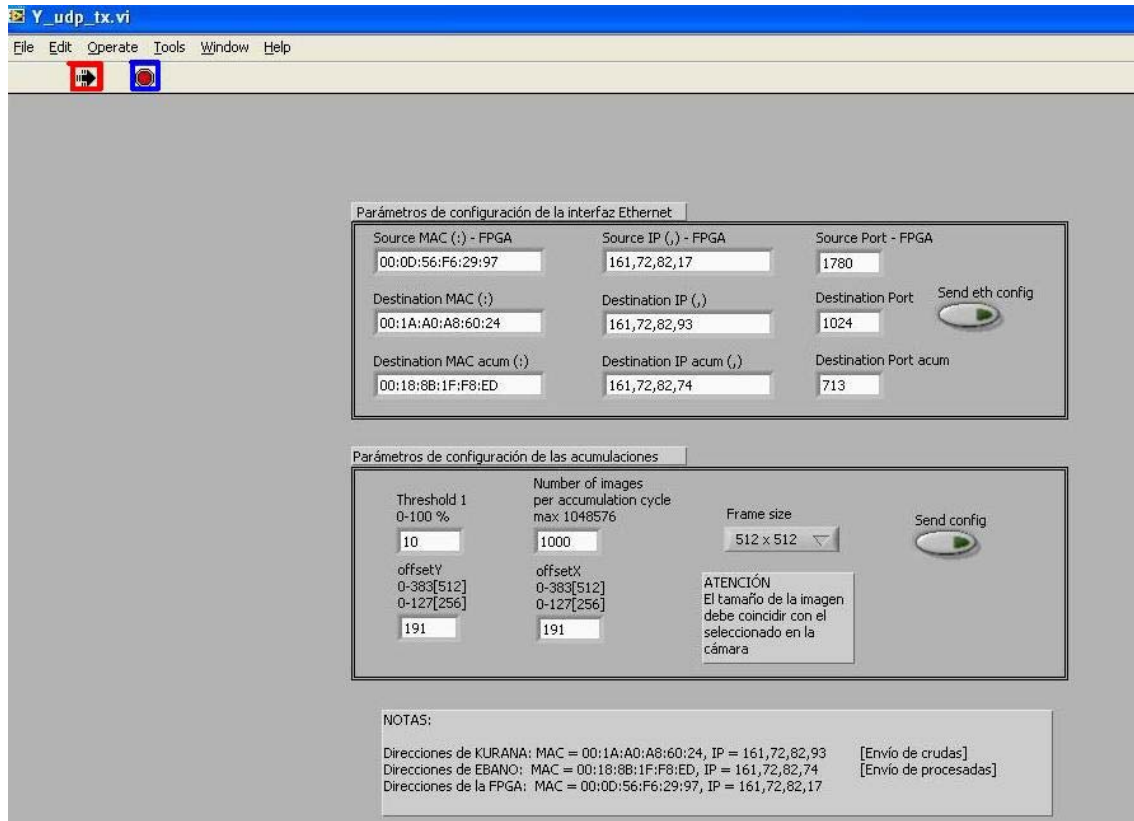 Y_udp_tx.vi
File Edit Operate Tools Window Help
Parámetros de configuración de la interfaz Ethernet
Source MAC (:) - FPGA
00:0D:56:F6:29:97
Source IP (,) - FPGA
161,72,82,17
Source Port - FPGA
1780
Destination MAC (:)
00:1A:A0:A8:60:24
Destination IP (,)
161,72,82,93
Destination Port
1024
Send eth config
Destination MAC acum (:)
00:18:8B:1F:F8:ED
Destination IP acum (,)
161,72,82,74
Destination Port acum
713
Parámetros de configuración de las acumulaciones
Threshold 1
0-100 %
10
Number of images
per accumulation cycle
max 1048576
1000
Frame size
512 x 512
Send config
offsetY
0-383[512]
0-127[256]
191
offsetX
0-383[512]
0-127[256]
191
ATENCIÓN
El tamaño de la imagen
debe coincidir con el
seleccionado en la
cámara
NOTAS:
Direcciones de KURANA: MAC = 00:1A:A0:A8:60:24, IP = 161,72,82,93 [Envío de crudas]
Direcciones de EBANO: MAC = 00:18:8B:1F:F8:ED, IP = 161,72,82,74 [Envío de procesadas]
Direcciones de la FPGA: MAC = 00:0D:56:F6:29:97, IP = 161,72,82,17